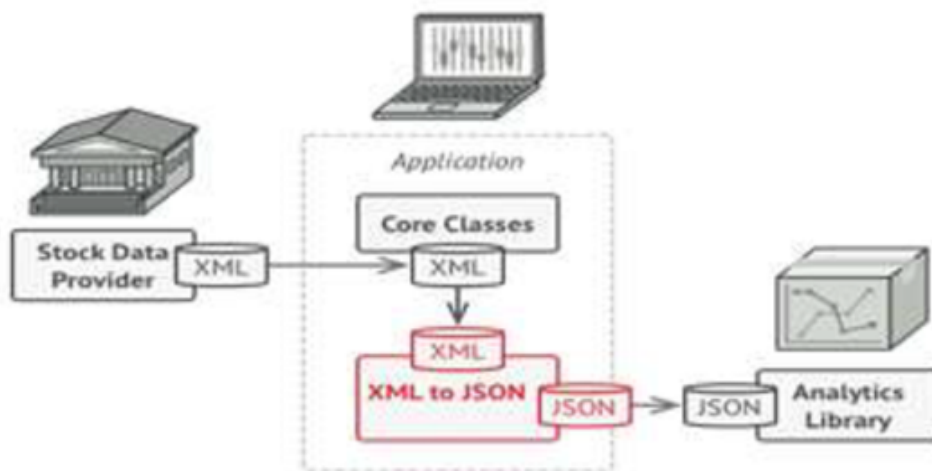 Application
Core Classes
Stock Data
Provider
XML
XML
XML
XML to JSON
JSON
JSON
Analytics
Library